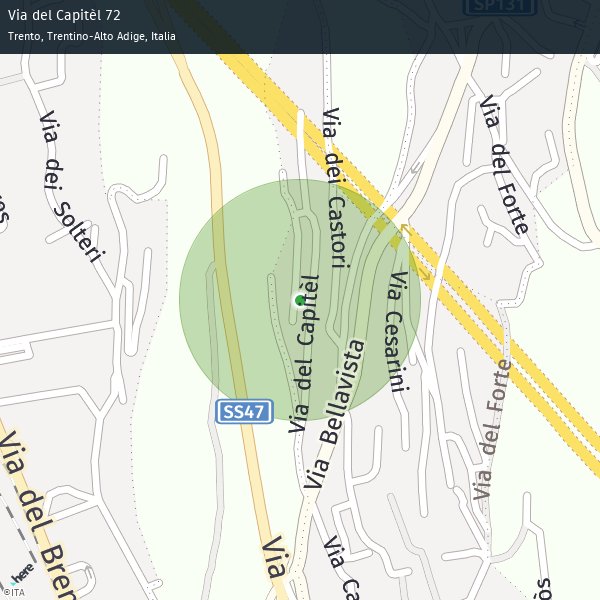 Via del Capitèl 72
Trento, Trentino-Alto Adige, Italia
SP131
Via dei Solteri
Via dei Castori
Via del Forte
Via del Capitèl
Via Cesarini
Via Bellavista
Via del Forte
SS47
Via del Bren
Via
Via Ca
here
©ITA